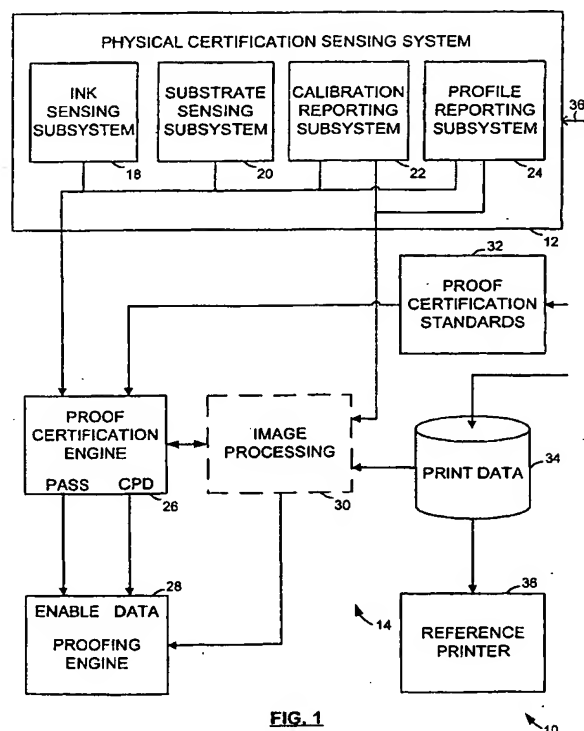 PHYSICAL CERTIFICATION SENSING SYSTEM
INK
SENSING
SUBSYSTEM
18
SUBSTRATE
SENSING
SUBSYSTEM
20
CALIBRATION
REPORTING
SUBSYSTEM
22
PROFILE
REPORTING
SUBSYSTEM
24
36
12
32
PROOF
CERTIFICATION
STANDARDS
PROOF
CERTIFICATION
ENGINE
PASS CPD
26
IMAGE
PROCESSING
30
PRINT DATA
34
28
ENABLE DATA
PROOFING
ENGINE
14
38
REFERENCE
PRINTER
FIG. 1
10